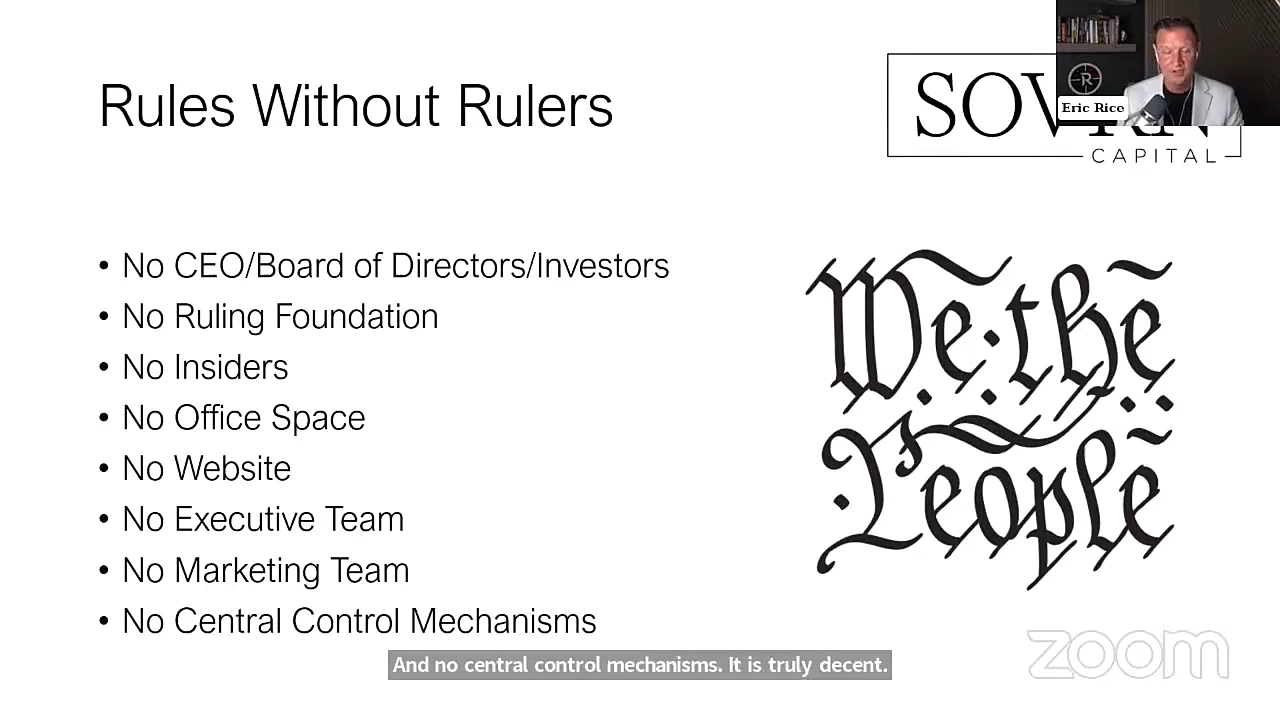 Rules Without Rulers
SOV
CAPITAL
Eric Rice
R
• No CEO/Board of Directors/Investors
• No Ruling Foundation
• No Insiders
• No Office Space
• No Website
• No Executive Team
• No Marketing Team
• No Central Control Mechanisms
We the
People
And no central control mechanisms. It is truly decent.
zoom